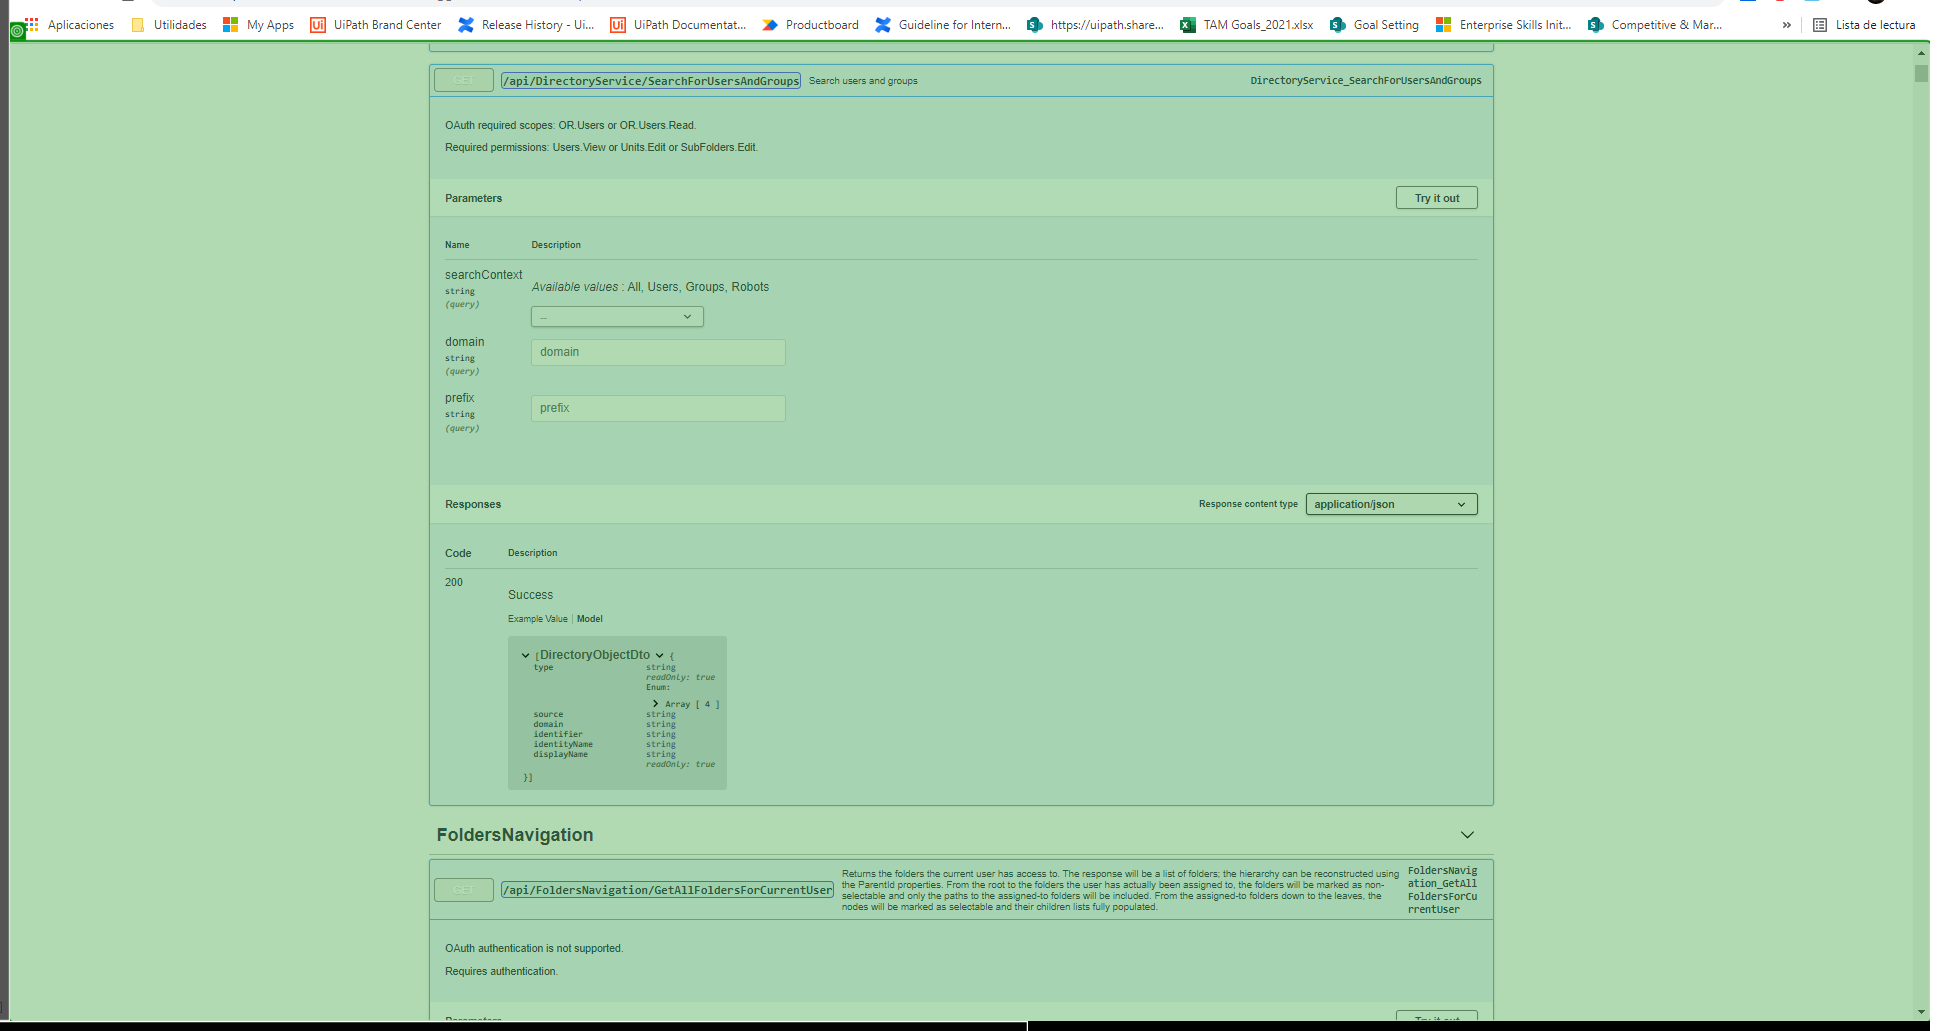 Aplicaciones Utilidades My Apps UiPath Brand Center Release History - Ui... UiPath Documentat... Productboard Guideline for Intern... https://uipath.share... TAM Goals_2021.xlsx Goal Setting Enterprise Skills Init... Competitive & Mar... » Lista de lectura
GET /api/DirectoryService/SearchForUsersAndGroups Search users and groups DirectoryService_SearchForUsersAndGroups
OAuth required scopes: OR.Users or OR.Users.Read.
Required permissions: Users.View or Units.Edit or SubFolders.Edit.
Parameters Try it out
Name Description
searchContext
string
(query)
Available values : All, Users, Groups, Robots
--
domain
string
(query)
domain
prefix
string
(query)
prefix
Responses Response content type application/json
Code Description
200
Success
Example Value | Model
[DirectoryObjectDto {
type string
readOnly: true
Enum:
Array [ 4 ]
source string
domain string
identifier string
identityName string
displayName string
readOnly: true
}]
FoldersNavigation
GET /api/FoldersNavigation/GetAllFoldersForCurrentUser
Returns the folders the current user has access to. The response will be a list of folders; the hierarchy can be reconstructed using
the ParentId properties. From the root to the folders the user has actually been assigned to, the folders will be marked as non-
selectable and only the paths to the assigned-to folders will be included. From the assigned-to folders down to the leaves, the
nodes will be marked as selectable and their children lists fully populated.
FoldersNavig
ation_GetAll
FoldersForCu
rrentUser
OAuth authentication is not supported.
Requires authentication.
Parameters Try it out